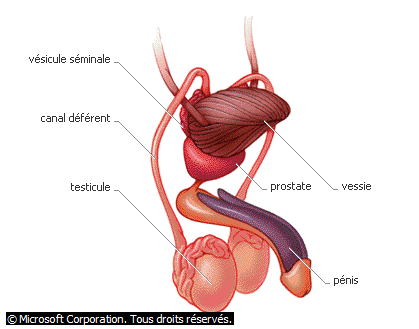 vésicule séminale
canal déférent
testicule
prostate
vessie
pénis
© Microsoft Corporation. Tous droits réservés.